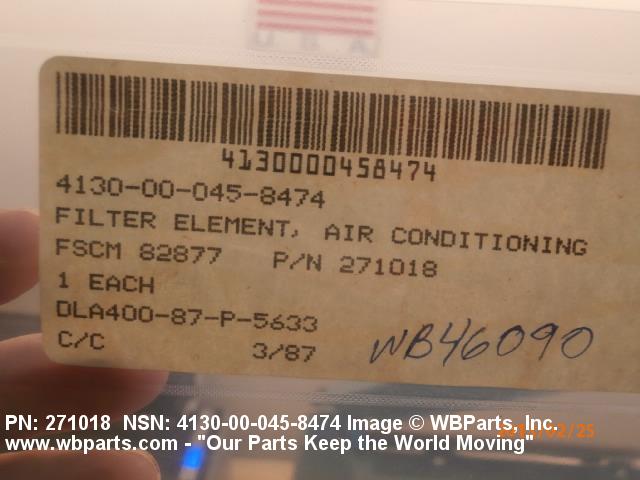 USA
4130000458474
4130-00-045-8474
FILTER ELEMENT, AIR CONDITIONING
FSCM 82877 P/N 271018
1 EACH
DLA400-87-P-5633
C/C 3/87
WB46090
PN: 271018 NSN: 4130-00-045-8474 Image © WBParts, Inc.
www.wbparts.com - "Our Parts Keep the World Moving"